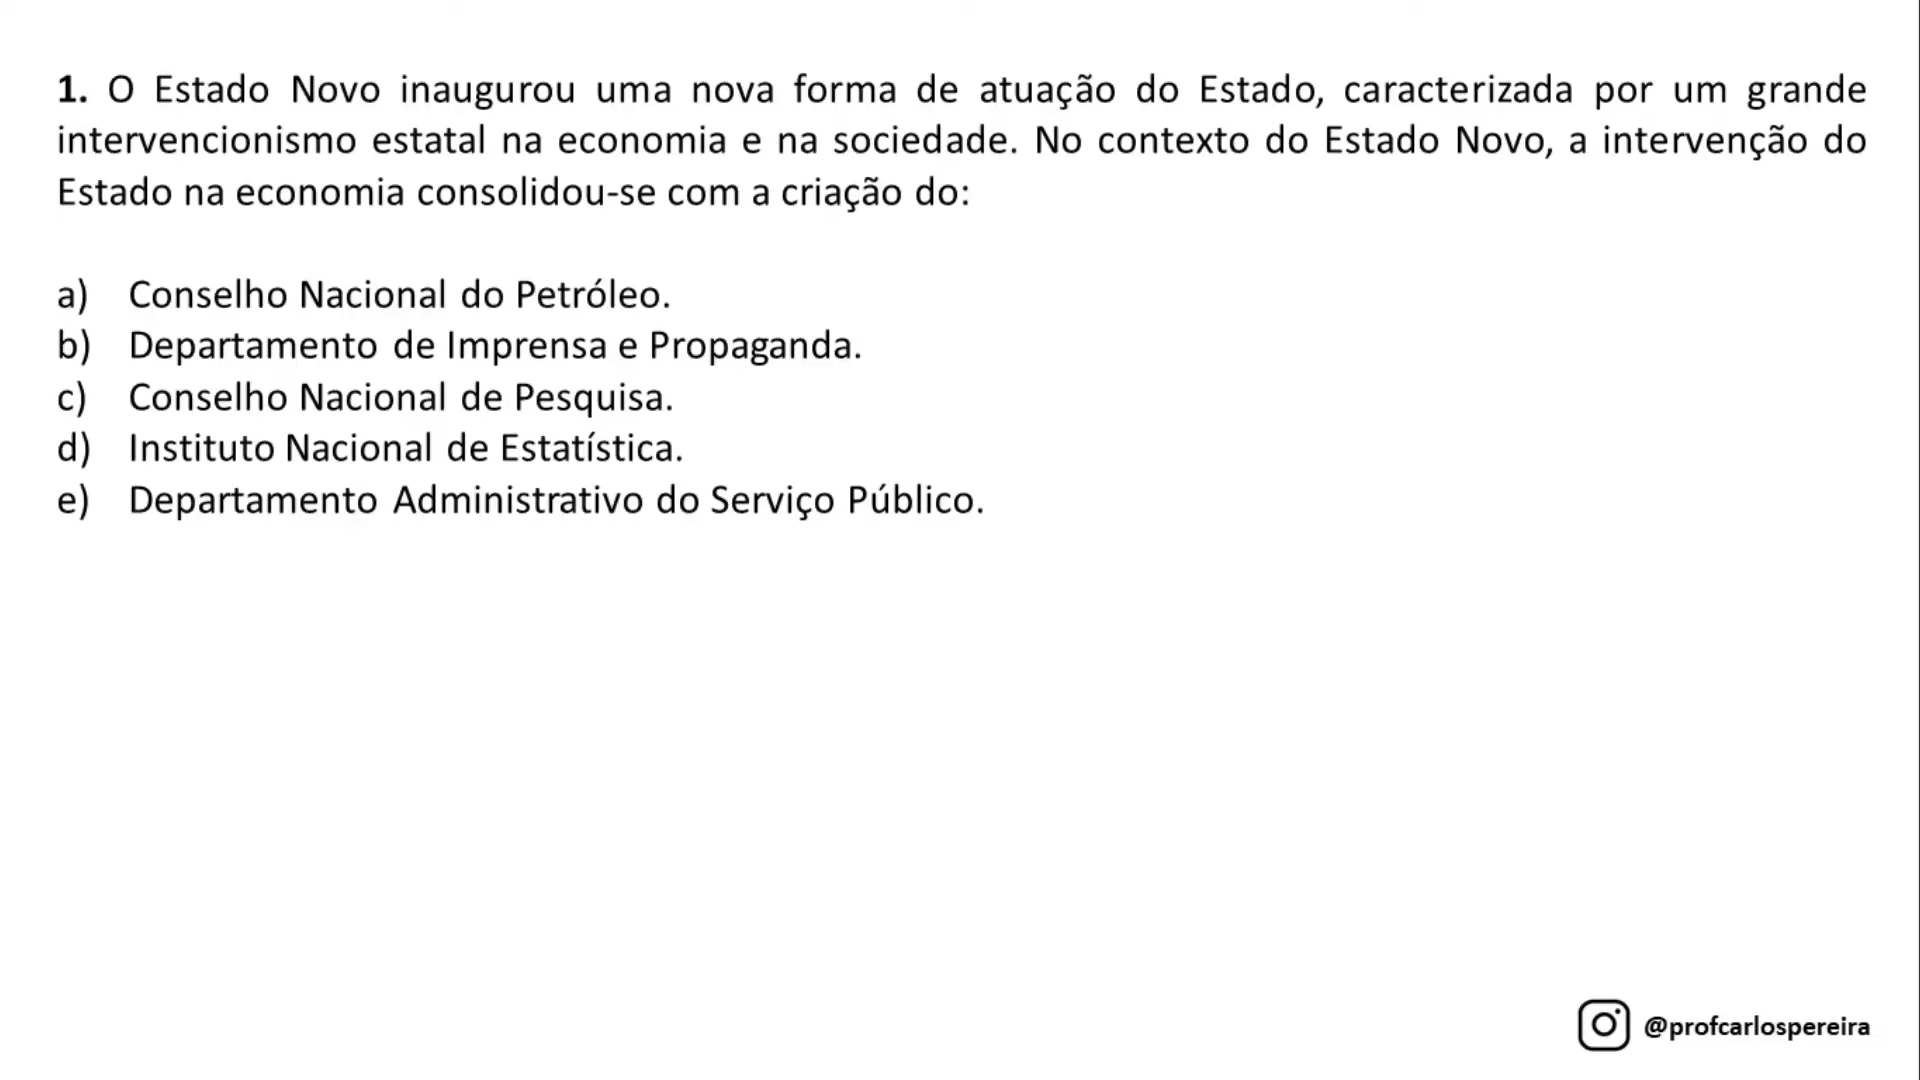 1. O Estado Novo inaugurou uma nova forma de atuação do Estado, caracterizada por um grande
intervencionismo estatal na economia e na sociedade. No contexto do Estado Novo, a intervenção do
Estado na economia consolidou-se com a criação do:
a) Conselho Nacional do Petróleo.
b) Departamento de Imprensa e Propaganda.
c) Conselho Nacional de Pesquisa.
d) Instituto Nacional de Estatística.
e) Departamento Administrativo do Serviço Público.
@profcarlospereira